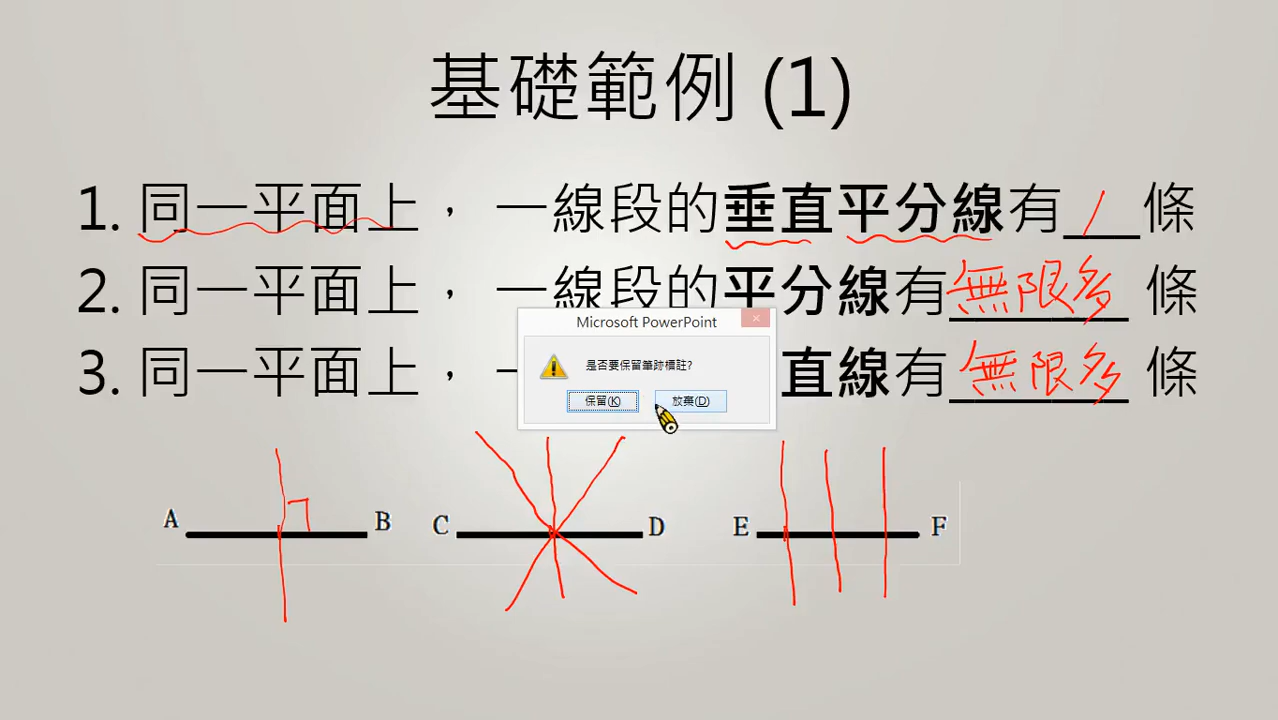 基礎範例 (1)
1. 同一平面上， 一線段的垂直平分線有 1 條
2. 同一平面上， 一線段的平分線有 無限多 條
3. 同一平面上， 直線有 無限多 條
Microsoft PowerPoint
是否要保留筆跡標註?
保留(K) 放棄(D)
A B C D E F